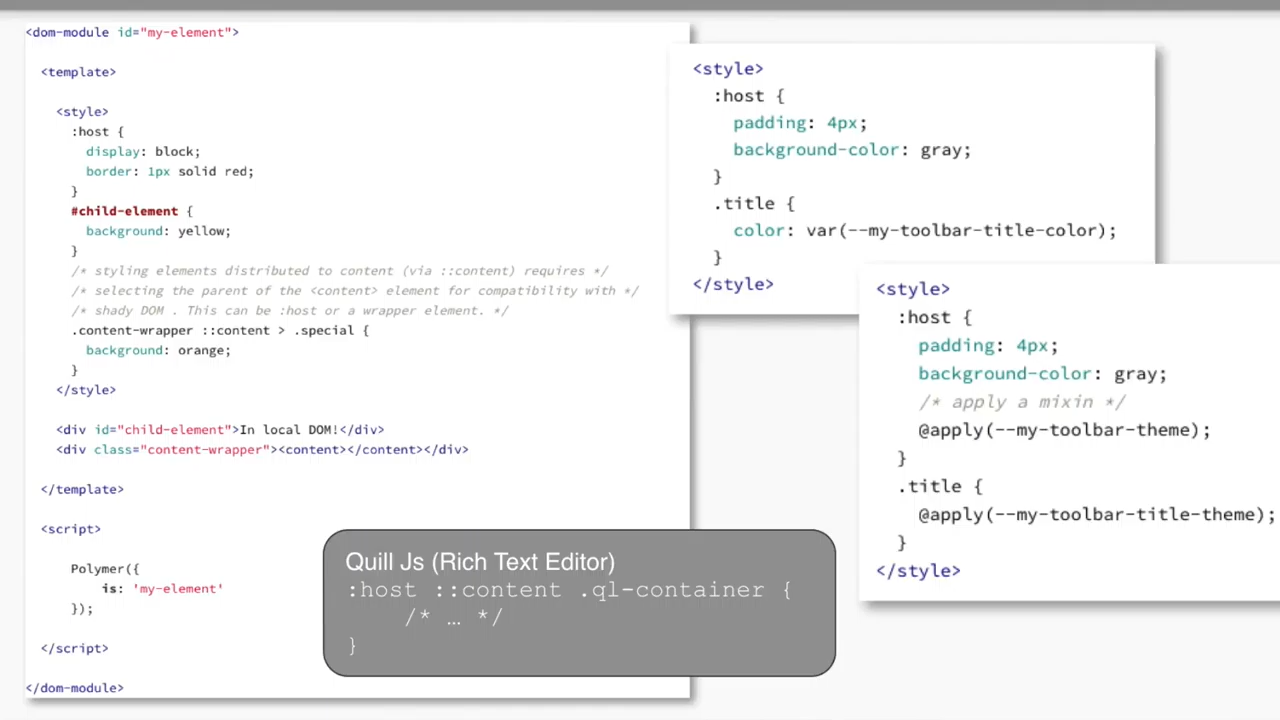 <dom-module id="my-element">
<template>
<style>
:host {
display: block;
border: 1px solid red;
}
#child-element {
background: yellow;
}
/* styling elements distributed to content (via ::content) requires */
/* selecting the parent of the <content> element for compatibility with */
/* shady DOM . This can be :host or a wrapper element. */
.content-wrapper ::content > .special {
background: orange;
}
</style>
<div id="child-element">In local DOM!</div>
<div class="content-wrapper"><content></content></div>
</template>
<script>
Polymer({
is: 'my-element'
});
</script>
</dom-module>
<style>
:host {
padding: 4px;
background-color: gray;
}
.title {
color: var(--my-toolbar-title-color);
}
</style>
<style>
:host {
padding: 4px;
background-color: gray;
/* apply a mixin */
@apply(--my-toolbar-theme);
}
.title {
@apply(--my-toolbar-title-theme);
}
</style>
Quill Js (Rich Text Editor)
:host ::content .ql-container {
/* … */
}